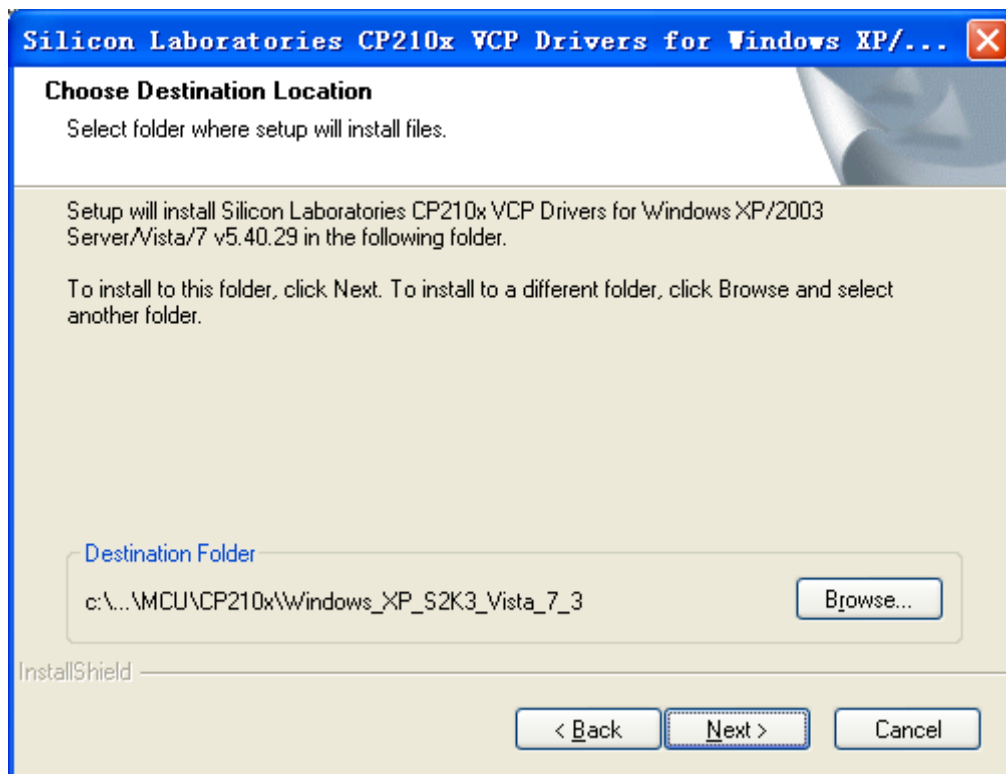 Silicon Laboratories CP210x VCP Drivers for Windows XP/...
Choose Destination Location
Select folder where setup will install files.
Setup will install Silicon Laboratories CP210x VCP Drivers for Windows XP/2003
Server/Vista/7 v5.40.29 in the following folder.
To install to this folder, click Next. To install to a different folder, click Browse and select
another folder.
Destination Folder
c:\...\MCU\CP210x\Windows_XP_S2K3_Vista_7_3
Browse...
InstallShield
< Back
Next >
Cancel